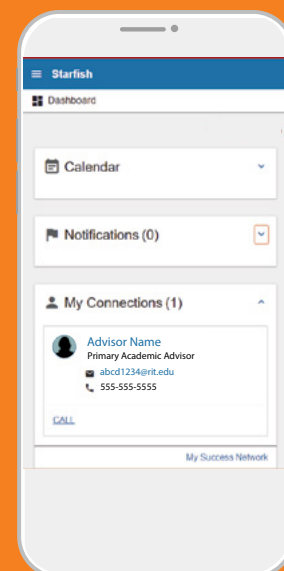 Starfish
Dashboard
Calendar
Notifications (0)
My Connections (1)
Advisor Name
Primary Academic Advisor
abcd1234@rit.edu
555-555-5555
CALL
My Success Network